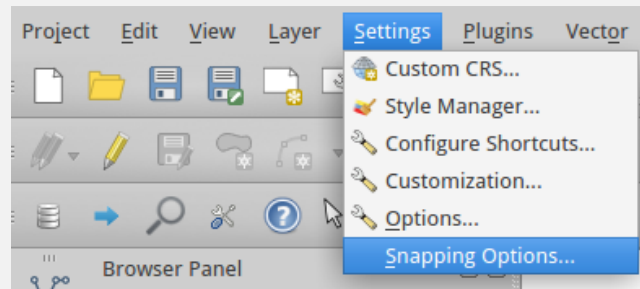 Project Edit View Layer Settings Plugins Vector
Custom CRS...
Style Manager...
Configure Shortcuts...
Customization...
Options...
Snapping Options...
Browser Panel